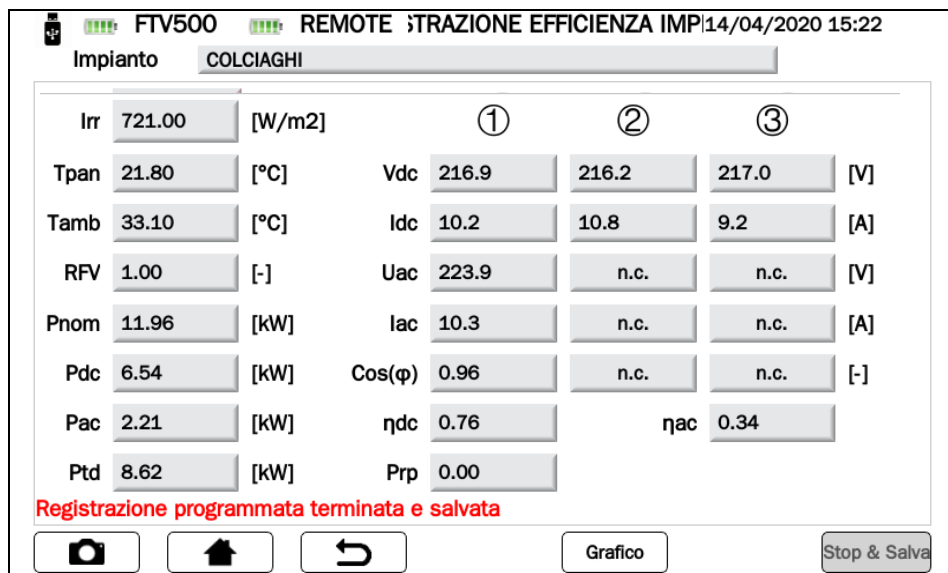 FTV500 REMOTE STRAZIONE EFFICIENZA IMP 14/04/2020 15:22
Impianto COLCIAGHI
Irr 721.00 [W/m2] ① ② ③
Tpan 21.80 [°C] Vdc 216.9 216.2 217.0 [V]
Tamb 33.10 [°C] Idc 10.2 10.8 9.2 [A]
RFV 1.00 [-] Uac 223.9 n.c. n.c. [V]
Pnom 11.96 [kW] Iac 10.3 n.c. n.c. [A]
Pdc 6.54 [kW] Cos(φ) 0.96 n.c. n.c. [-]
Pac 2.21 [kW] ηdc 0.76 ηac 0.34
Ptd 8.62 [kW] Prp 0.00
Registrazione programmata terminata e salvata
Grafico Stop & Salva